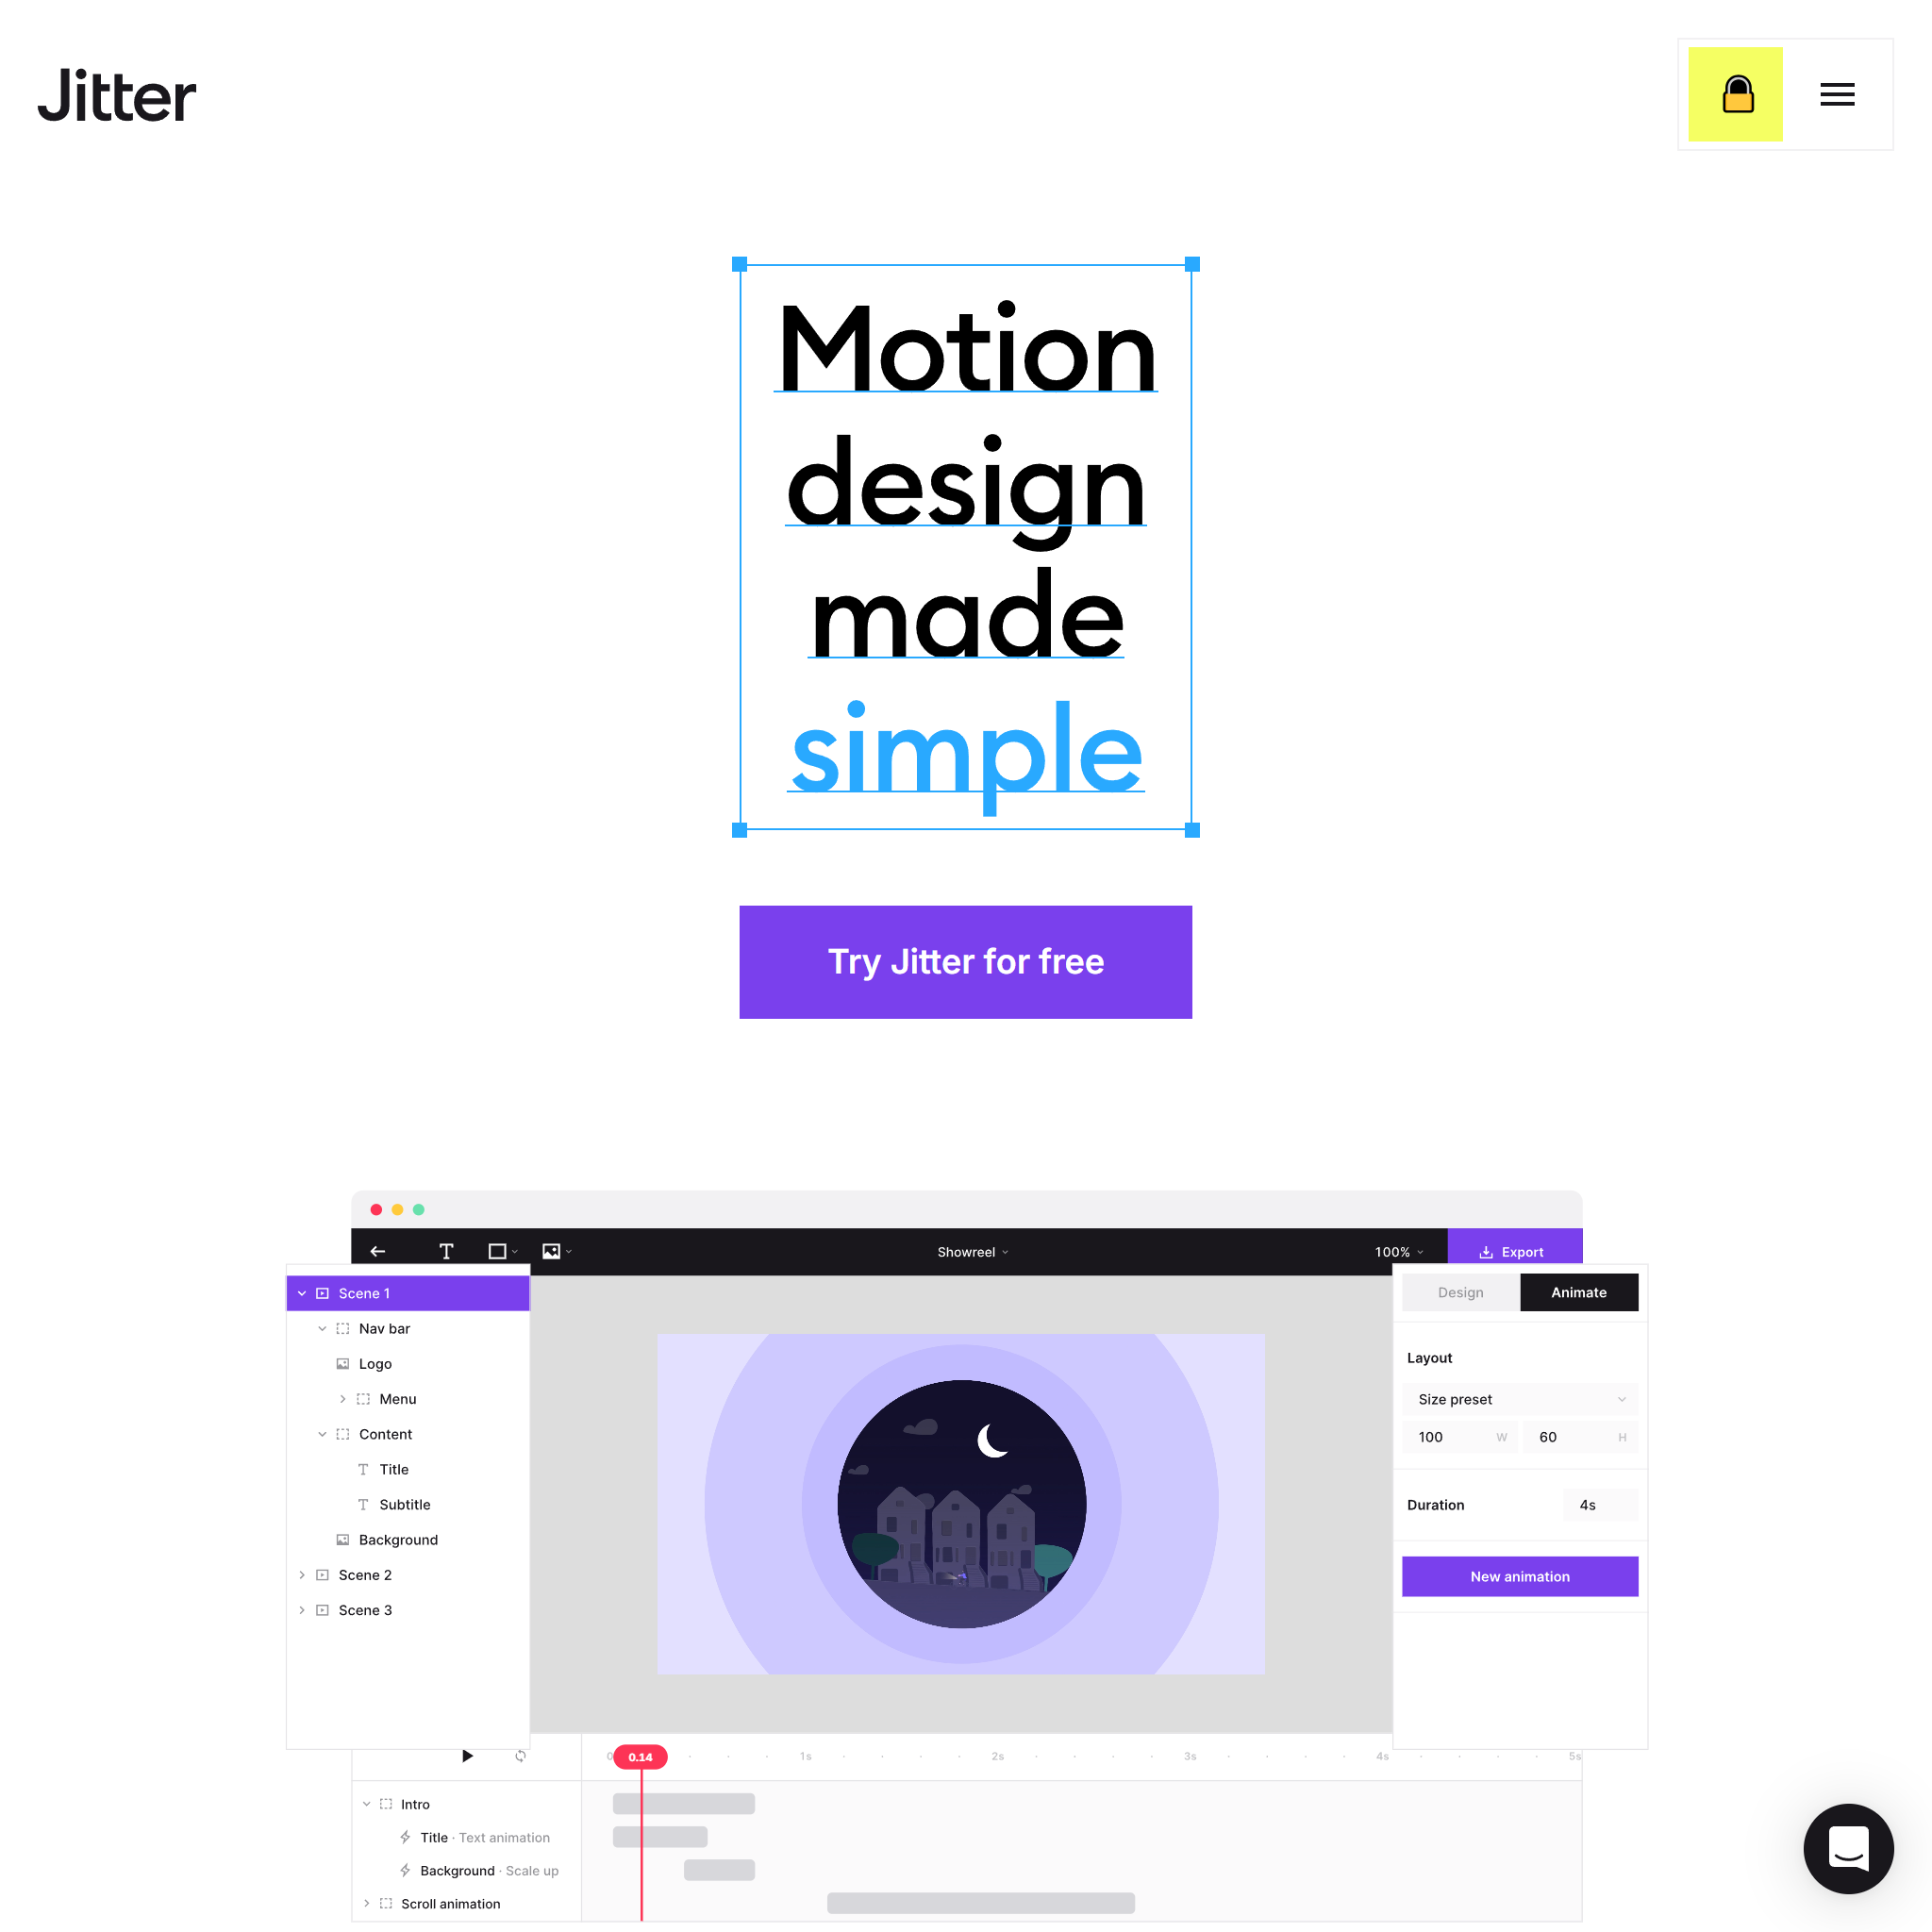 Jitter
Motion
design
made
simple
Try Jitter for free
Showreel
100%
Export
Scene 1
Nav bar
Logo
Menu
Content
Title
Subtitle
Background
Scene 2
Scene 3
Design Animate
Layout
Size preset
100 W 60 H
Duration 4s
New animation
0 0.14 1s 2s 3s 4s 5s
Intro
Title · Text animation
Background · Scale up
Scroll animation